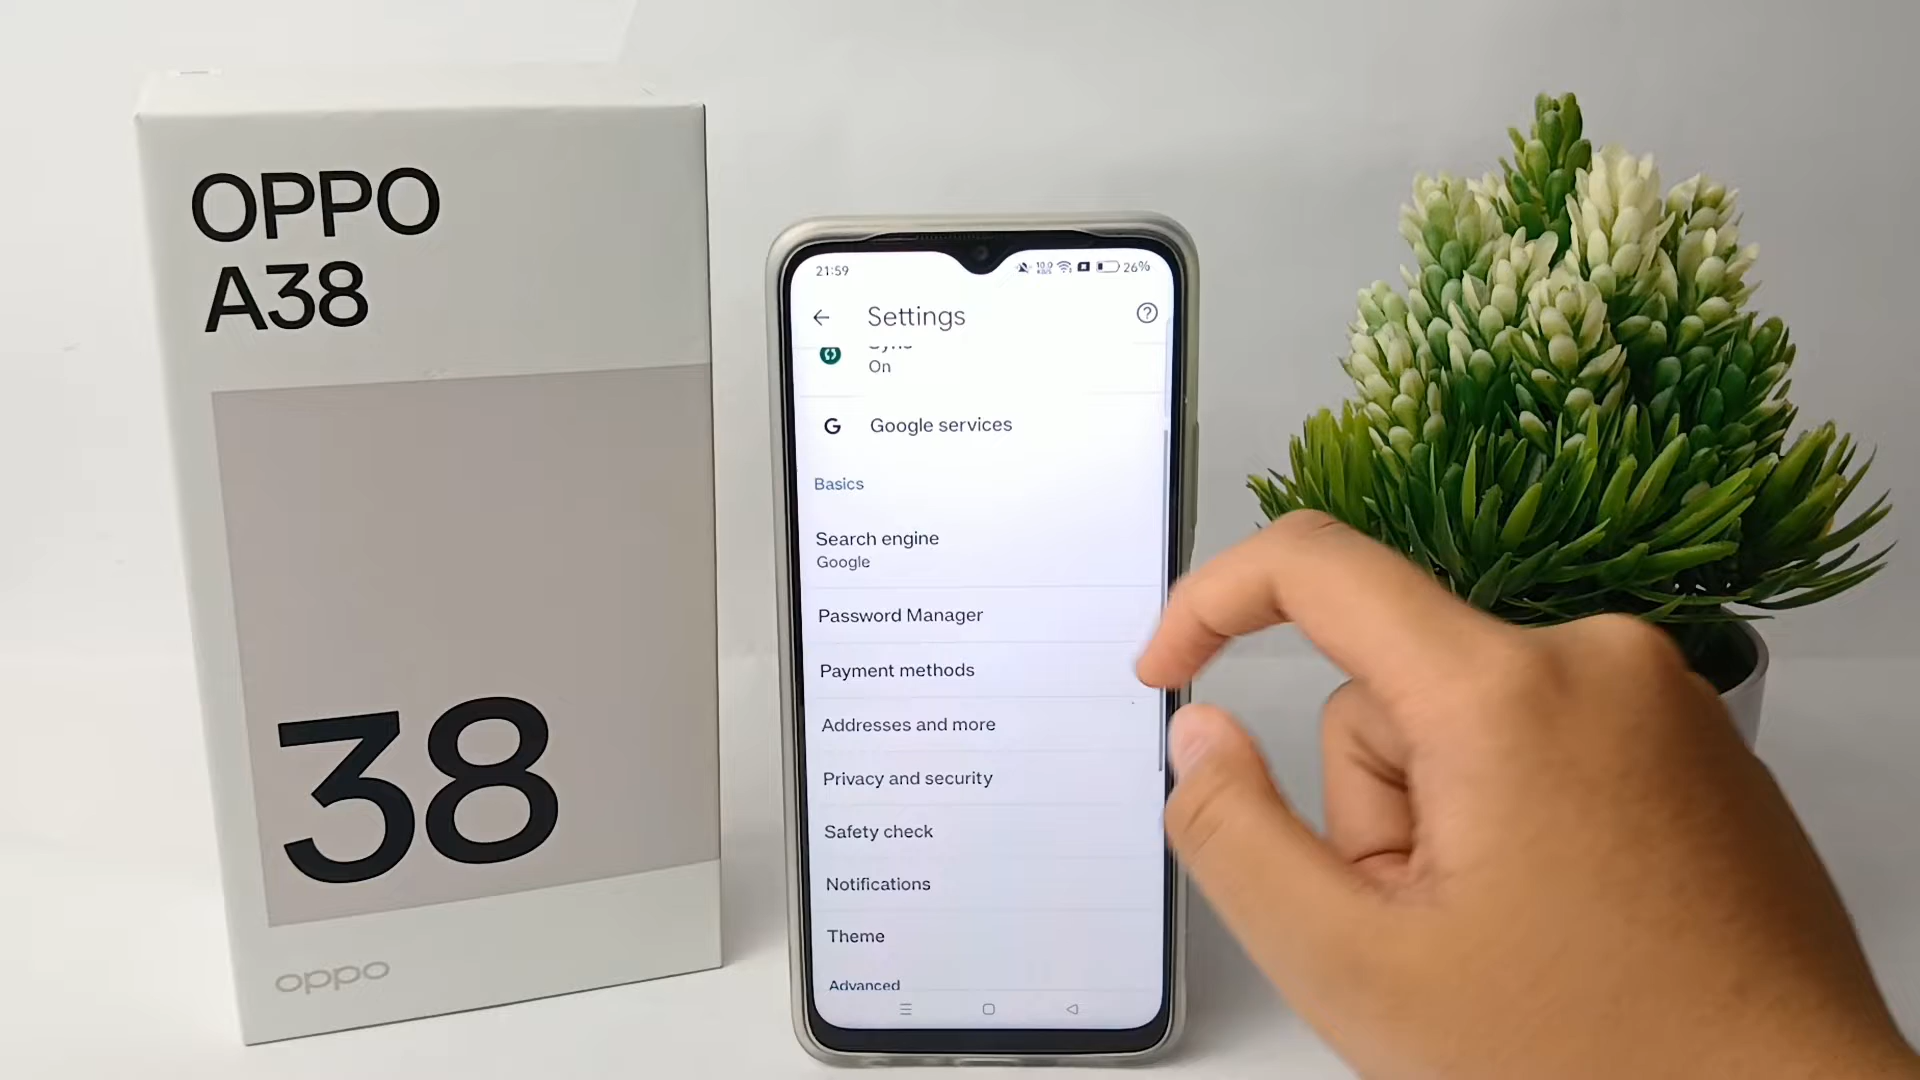 OPPO
A38
38
oppo
21:59
26%
Settings
On
Google services
Basics
Search engine
Google
Password Manager
Payment methods
Addresses and more
Privacy and security
Safety check
Notifications
Theme
Advanced